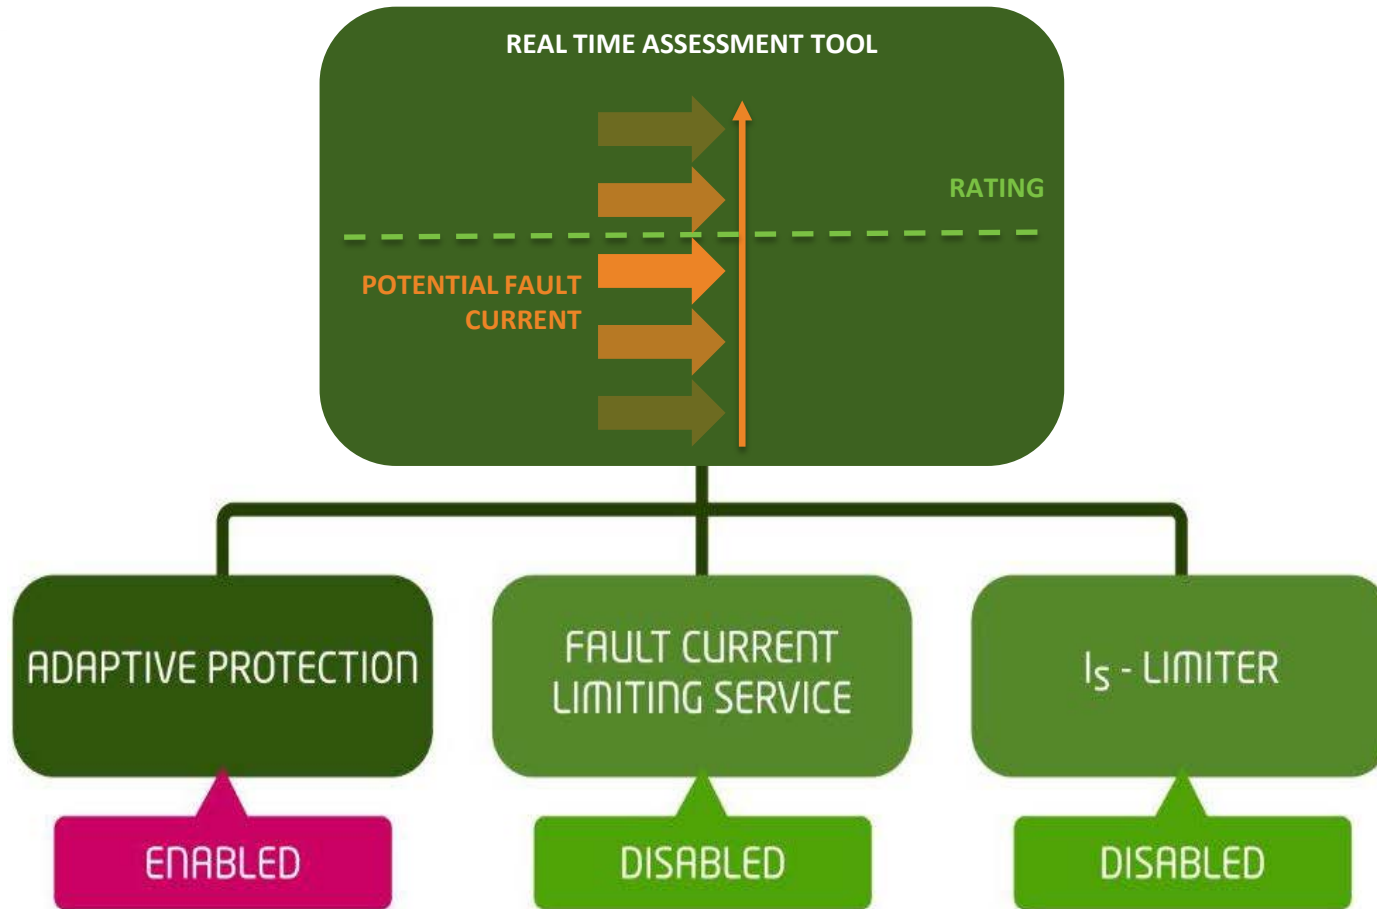 REAL TIME ASSESSMENT TOOL
RATING
POTENTIAL FAULT
CURRENT
ADAPTIVE PROTECTION
FAULT CURRENT
LIMITING SERVICE
Is - LIMITER
ENABLED
DISABLED
DISABLED